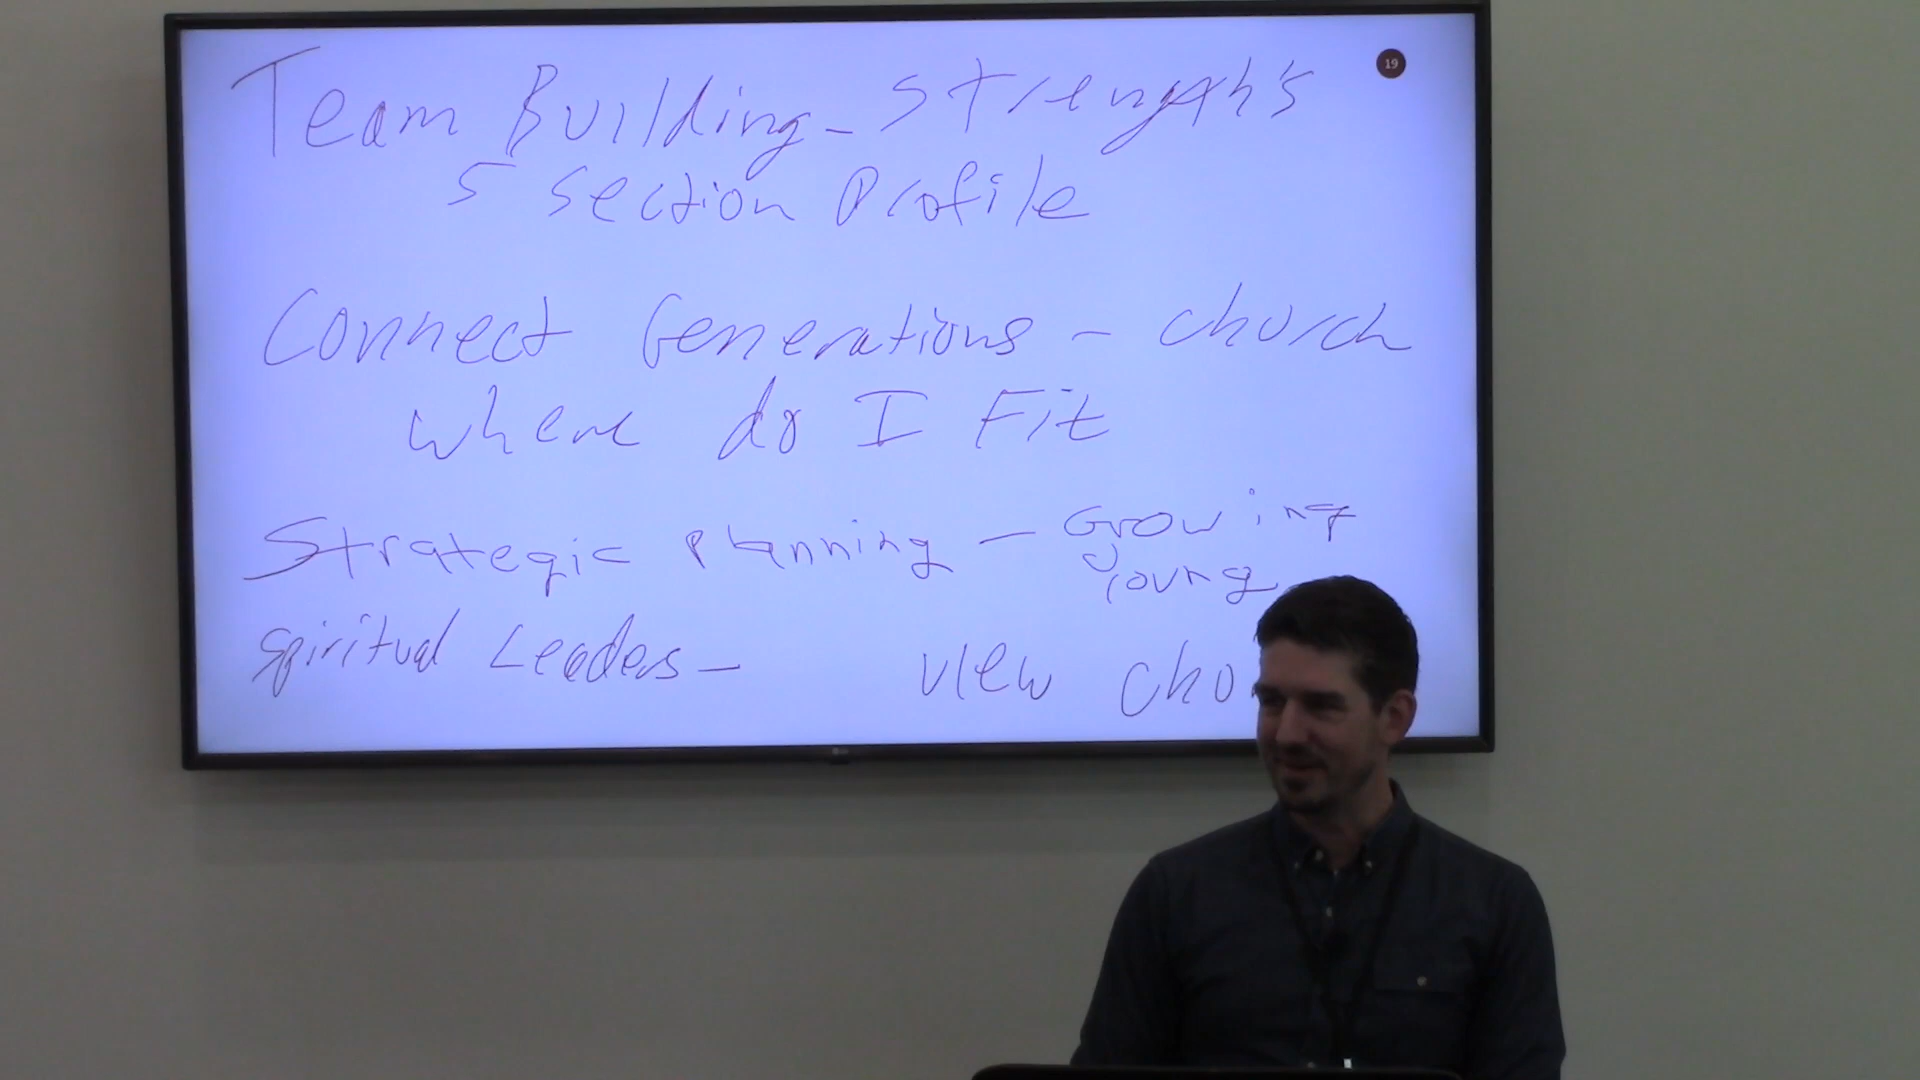 19
Team Building - Strength's
5 Section Profile
Connect Generations - church
where do I Fit
Strategic Planning - Growing
young
Spiritual Leaders - view